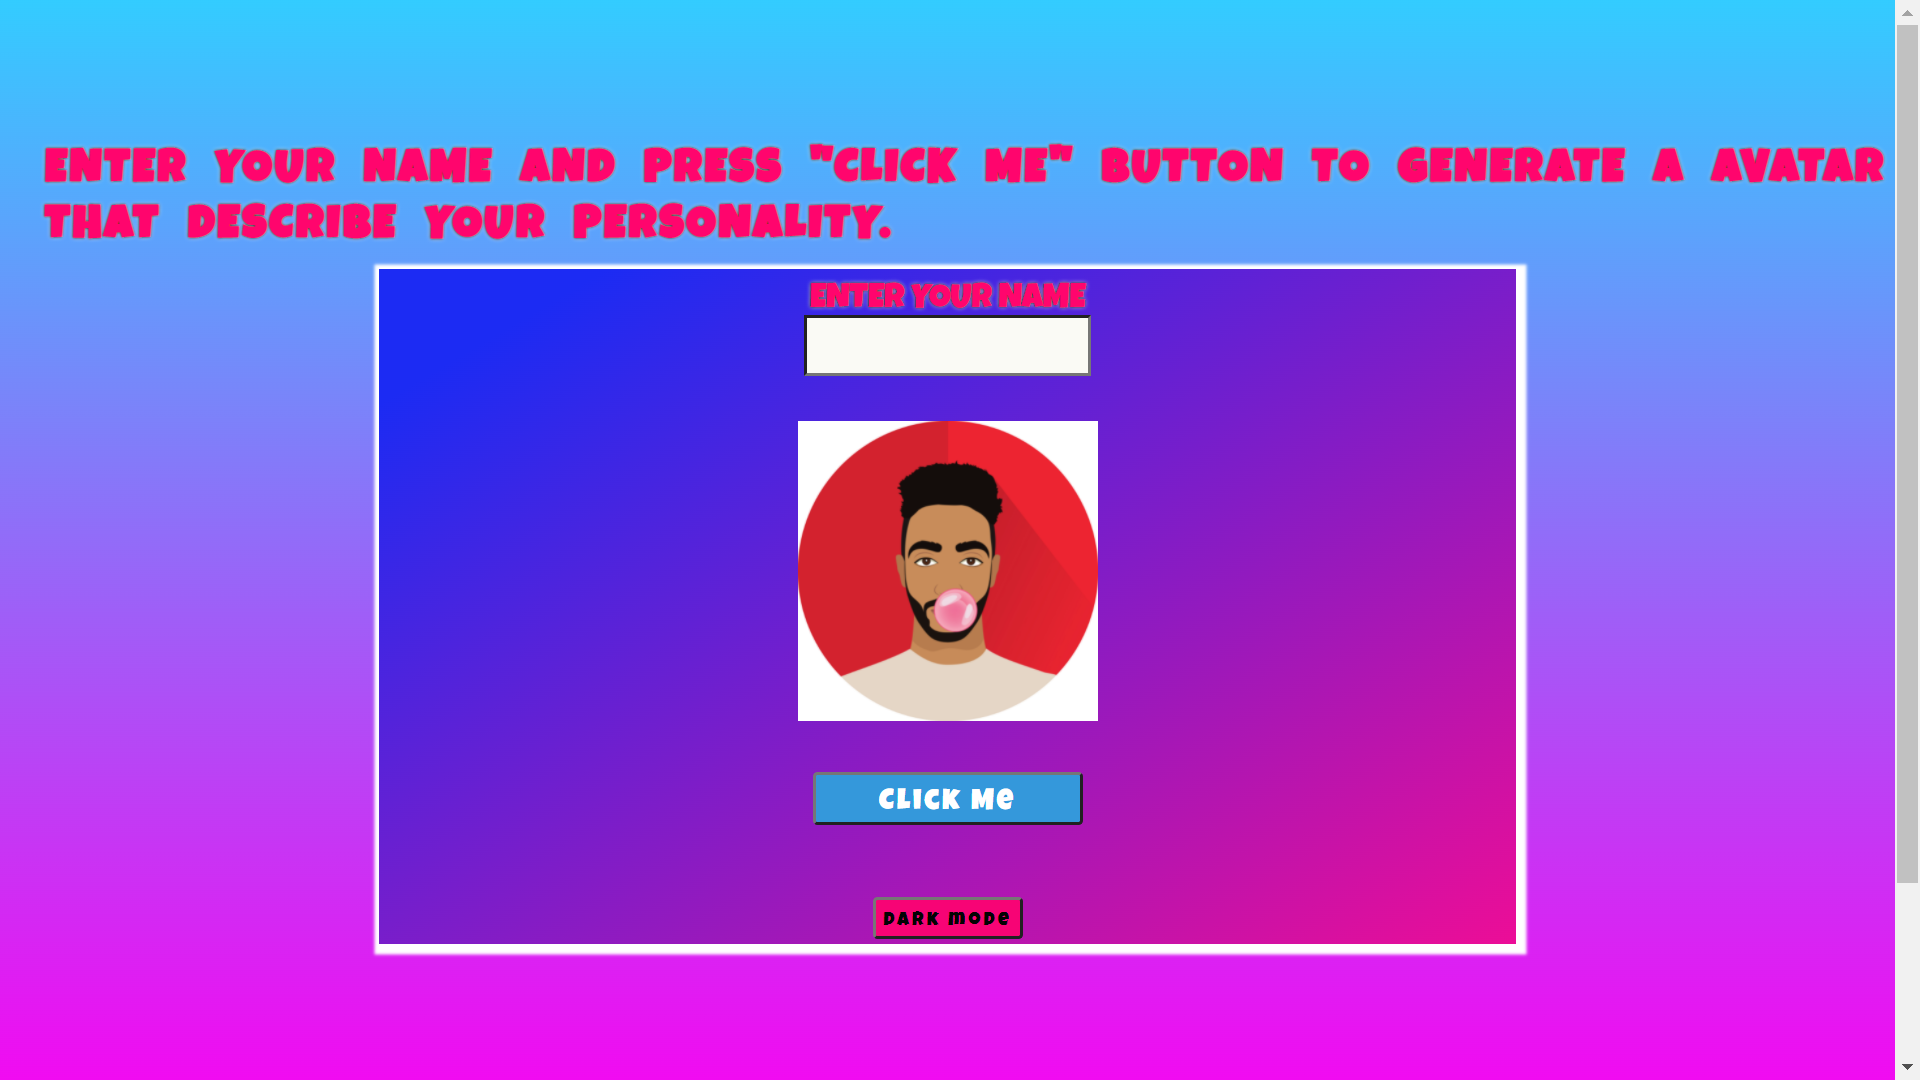 ENTER YOUR NAME AND PRESS "CLICK ME" BUTTON TO GENERATE A AVATAR
THAT DESCRIBE YOUR PERSONALITY.
ENTER YOUR NAME
Click Me
Dark mode